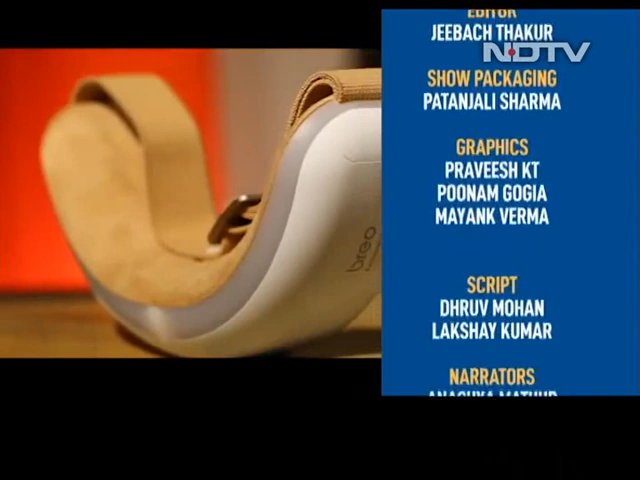 EDITOR
JEEBACH THAKUR
NDTV
SHOW PACKAGING
PATANJALI SHARMA
GRAPHICS
PRAVEESH KT
POONAM GOGIA
MAYANK VERMA
SCRIPT
DHRUV MOHAN
LAKSHAY KUMAR
NARRATORS
breo